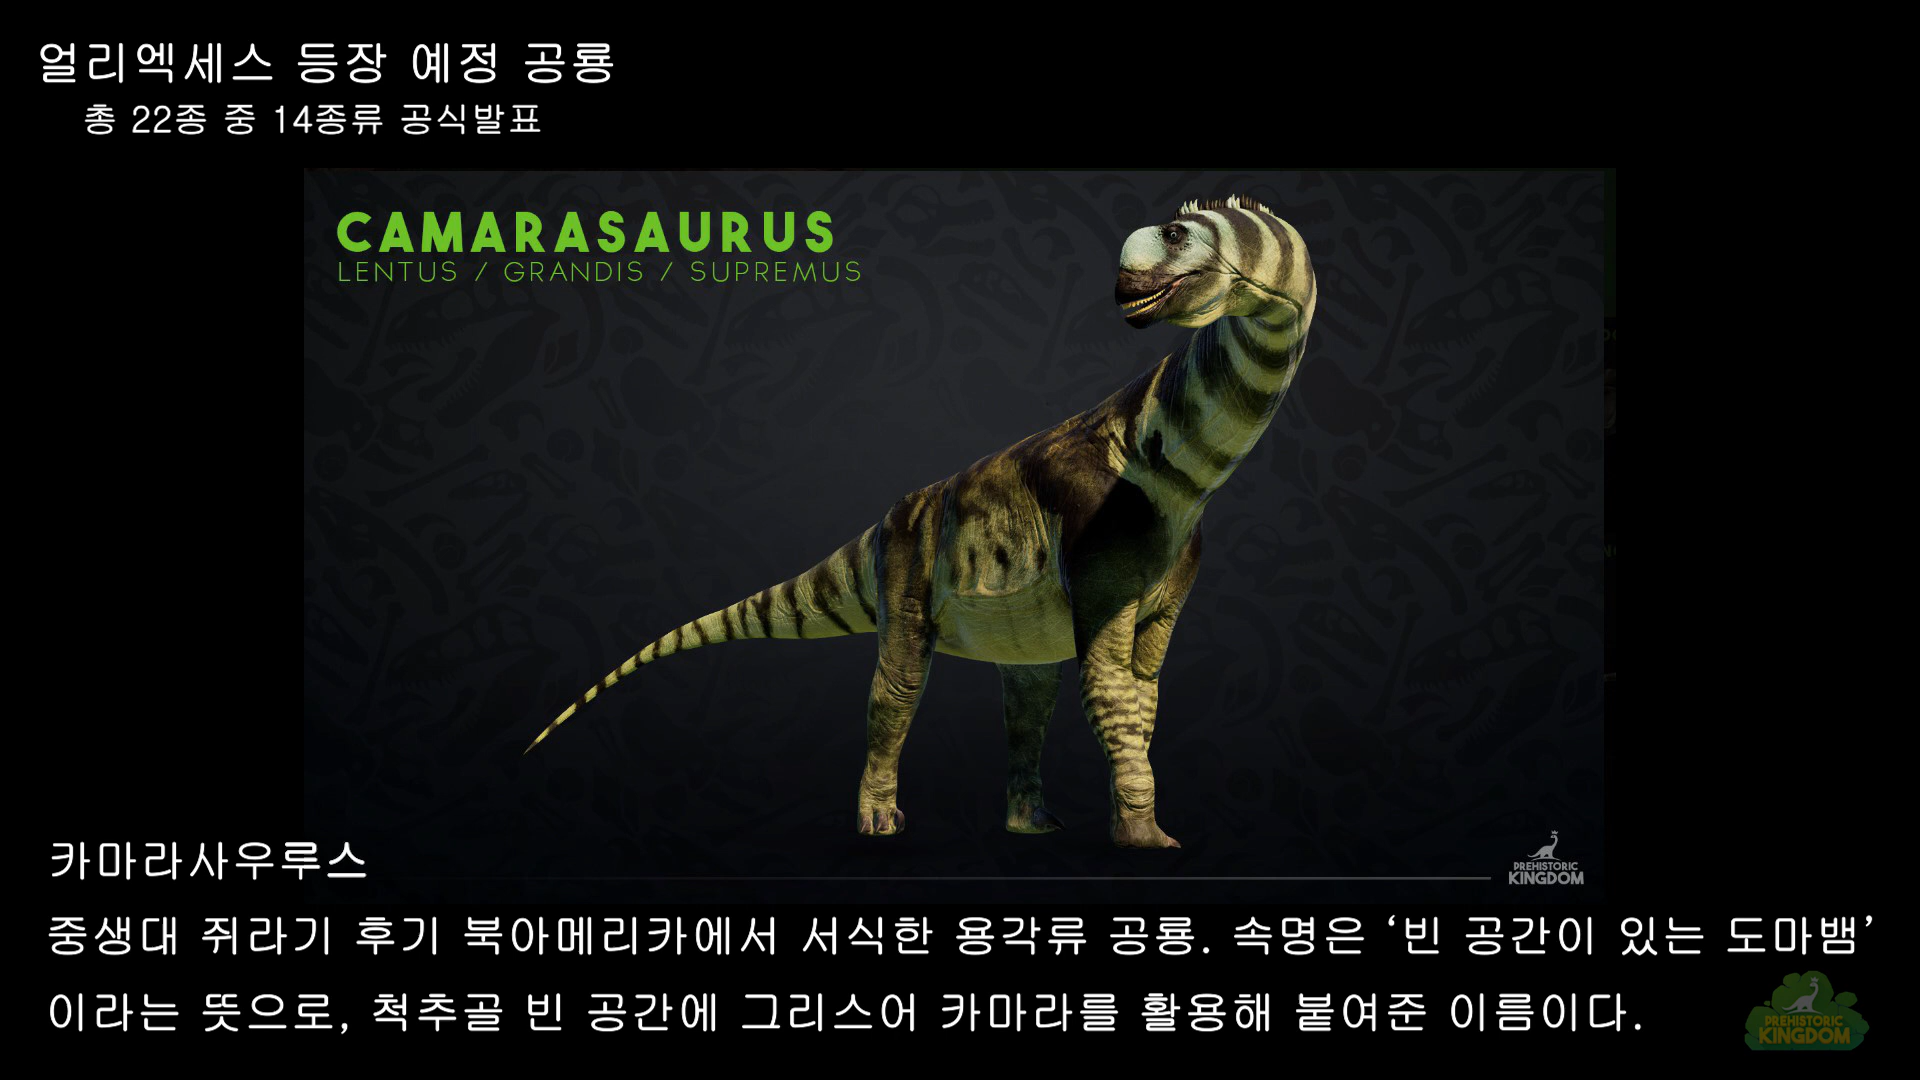 얼리엑세스 등장 예정 공룡
총 22종 중 14종류 공식발표
CAMARASAURUS
LENTUS / GRANDIS / SUPREMUS
PREHISTORIC
KINGDOM
카마라사우루스
중생대 쥐라기 후기 북아메리카에서 서식한 용각류 공룡. 속명은 ‘빈 공간이 있는 도마뱀’
이라는 뜻으로, 척추골 빈 공간에 그리스어 카마라를 활용해 붙여준 이름이다.
PREHISTORIC
KINGDOM